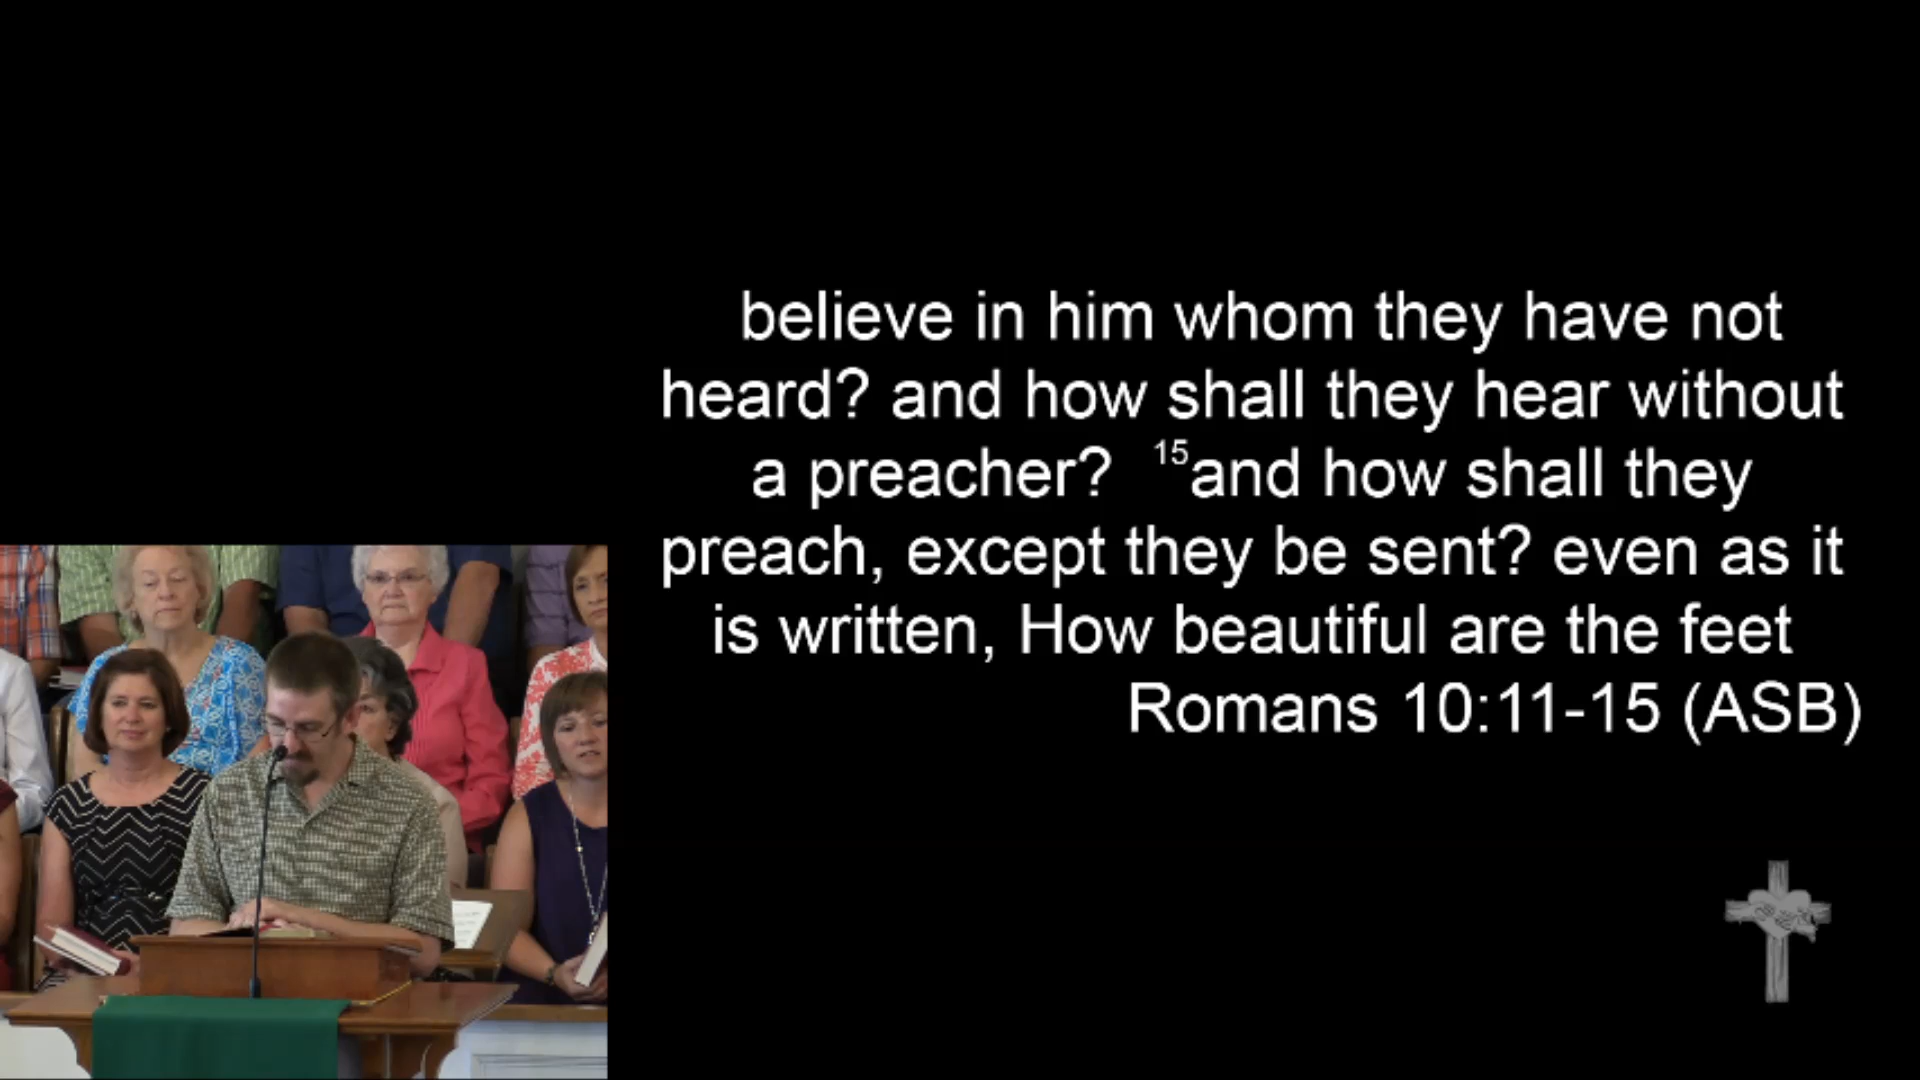 believe in him whom they have not
heard? and how shall they hear without
a preacher? 15and how shall they
preach, except they be sent? even as it
is written, How beautiful are the feet
Romans 10:11-15 (ASB)